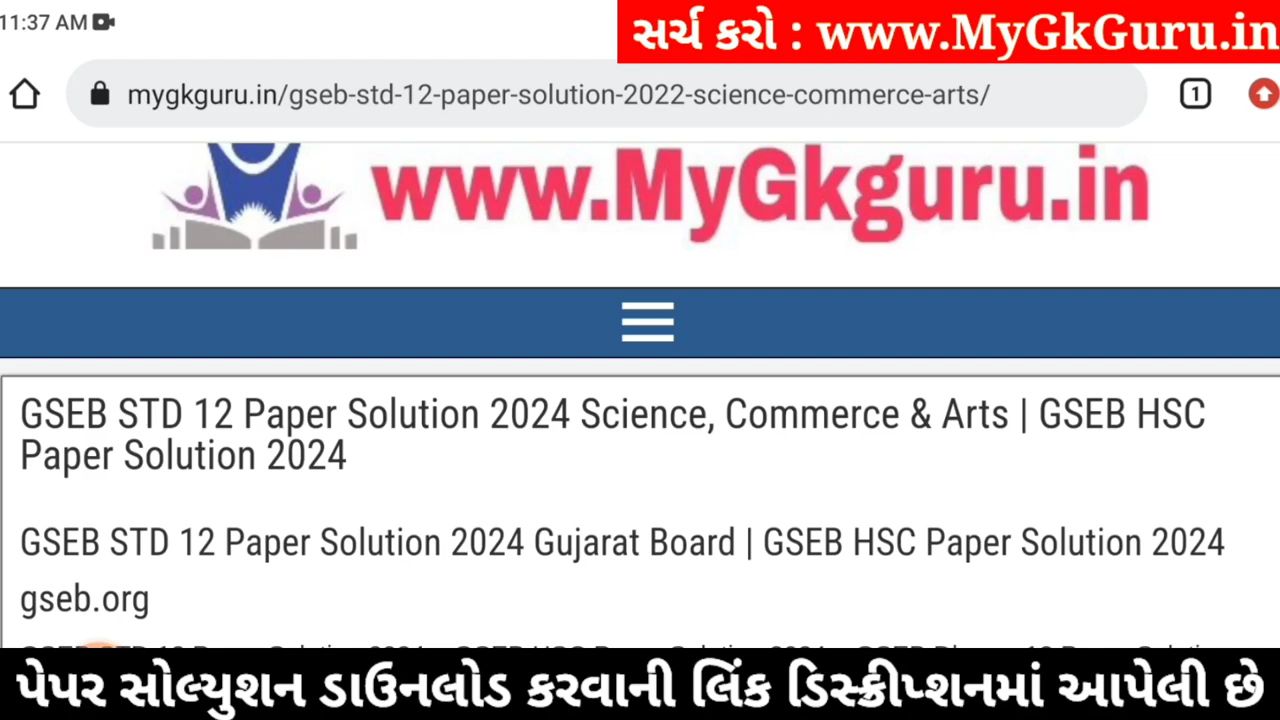 11:37 AM
સર્ચ કરો : www.MyGkGuru.in
mygkguru.in/gseb-std-12-paper-solution-2022-science-commerce-arts/
1
www.MyGkguru.in
GSEB STD 12 Paper Solution 2024 Science, Commerce & Arts | GSEB HSC
Paper Solution 2024
GSEB STD 12 Paper Solution 2024 Gujarat Board | GSEB HSC Paper Solution 2024
gseb.org
પેપર સોલ્યુશન ડાઉનલોડ કરવાની લિંક ડિસ્ક્રીપ્શનમાં આપેલી છે